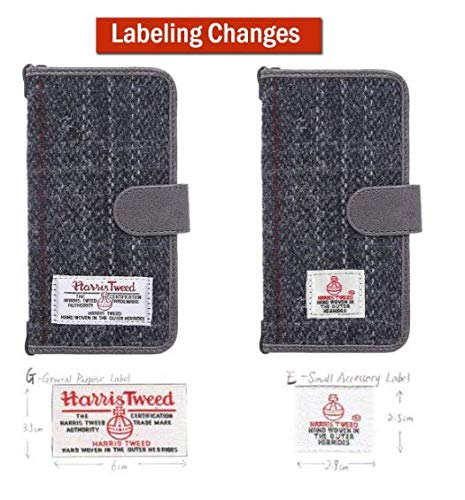 Labeling Changes
Harris Tweed
THE CERTIFICATION
HARRIS TWEED TRADE MARK
AUTHORITY
HARRIS TWEED
HAND WOVEN IN THE OUTER HEBRIDES
HARRIS TWEED
HAND WOVEN IN
THE OUTER
HEBRIDES
G-General Purpose Label
3.3cm
Harris Tweed
THE CERTIFICATION
HARRIS TWEED TRADE MARK
AUTHORITY
HARRIS TWEED
HAND WOVEN IN THE OUTER HEBRIDES
6cm
E-Small Accessory Label
HARRIS TWEED
HAND WOVEN IN
THE OUTER
HEBRIDES
2.5cm
2.8cm